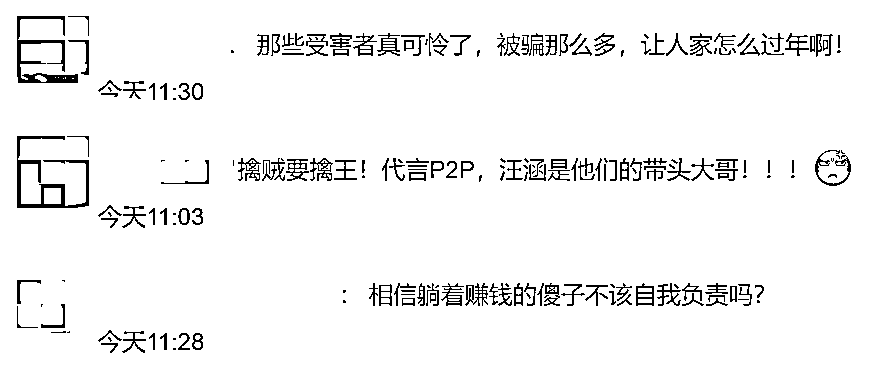 那些受害者真可怜了，被骗那么多，让人家怎么过年啊！
今天11:30
擒贼要擒王！代言P2P，汪涵是他们的带头大哥！！！
今天11:03
：相信躺着赚钱的傻子不该自我负责吗？
今天11:28